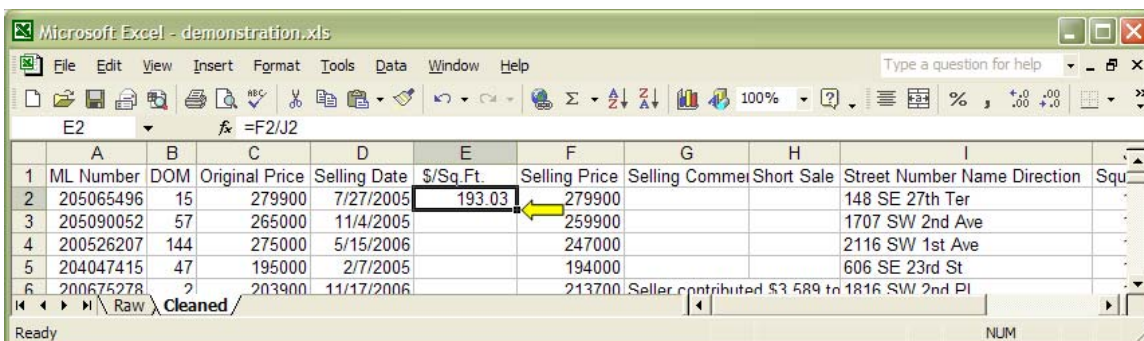 Microsoft Excel - demonstration.xls
File Edit View Insert Format Tools Data Window Help Type a question for help
100%
E2 fx =F2/J2
A B C D E F G H I
1 ML Number DOM Original Price Selling Date $/Sq.Ft. Selling Price Selling Commer Short Sale Street Number Name Direction Squ
2 205065496 15 279900 7/27/2005 193.03 279900 148 SE 27th Ter
3 205090052 57 265000 11/4/2005 259900 1707 SW 2nd Ave
4 200526207 144 275000 5/15/2006 247000 2116 SW 1st Ave
5 204047415 47 195000 2/7/2005 194000 606 SE 23rd St
6 200675278 2 203900 11/17/2006 213700 Seller contributed $3,589 to 1816 SW 2nd Pl
Raw Cleaned
Ready NUM